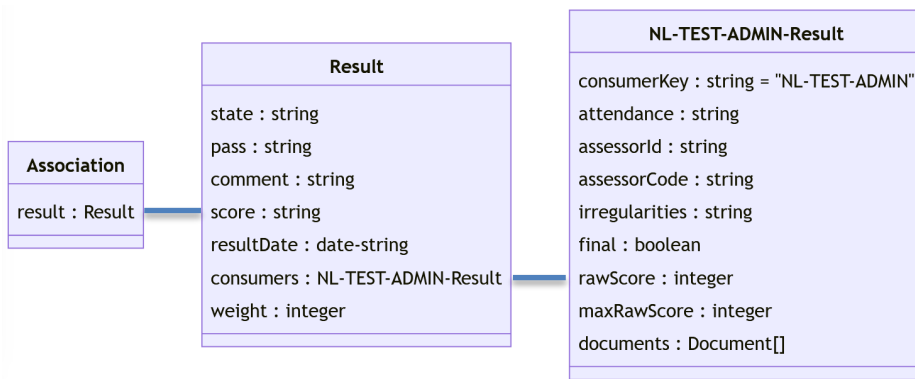 Association
result : Result
Result
state : string
pass : string
comment : string
score : string
resultDate : date-string
consumers : NL-TEST-ADMIN-Result
weight : integer
NL-TEST-ADMIN-Result
consumerKey : string = "NL-TEST-ADMIN"
attendance : string
assessorId : string
assessorCode : string
irregularities : string
final : boolean
rawScore : integer
maxRawScore : integer
documents : Document[]